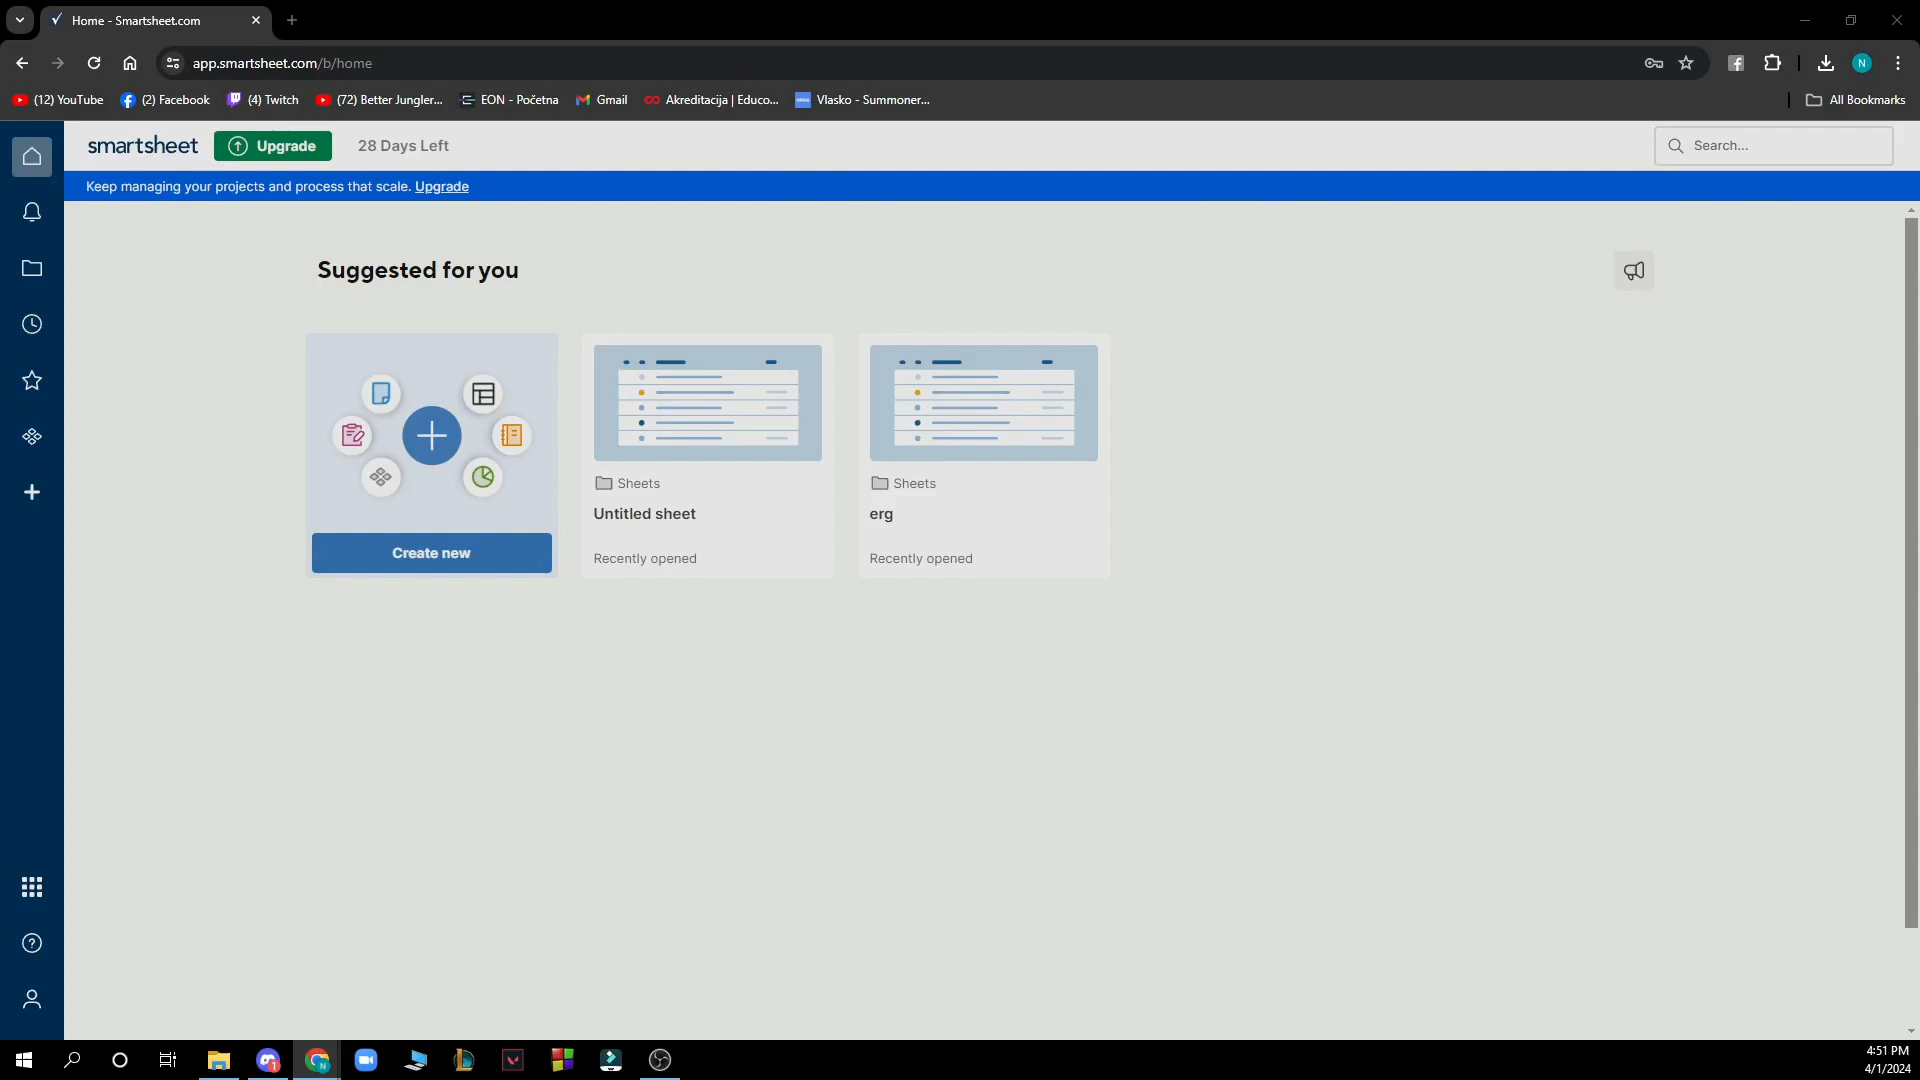 Home - Smartsheet.com
app.smartsheet.com/b/home
(12) YouTube
(2) Facebook
(4) Twitch
(72) Better Jungler...
EON - Početna
Gmail
Akreditacija | Educo...
Vlasko - Summoner...
All Bookmarks
smartsheet
Upgrade
28 Days Left
Search...
Keep managing your projects and process that scale. Upgrade
Suggested for you
Create new
Sheets
Untitled sheet
Recently opened
Sheets
erg
Recently opened
N
N
1
4:51 PM
4/1/2024